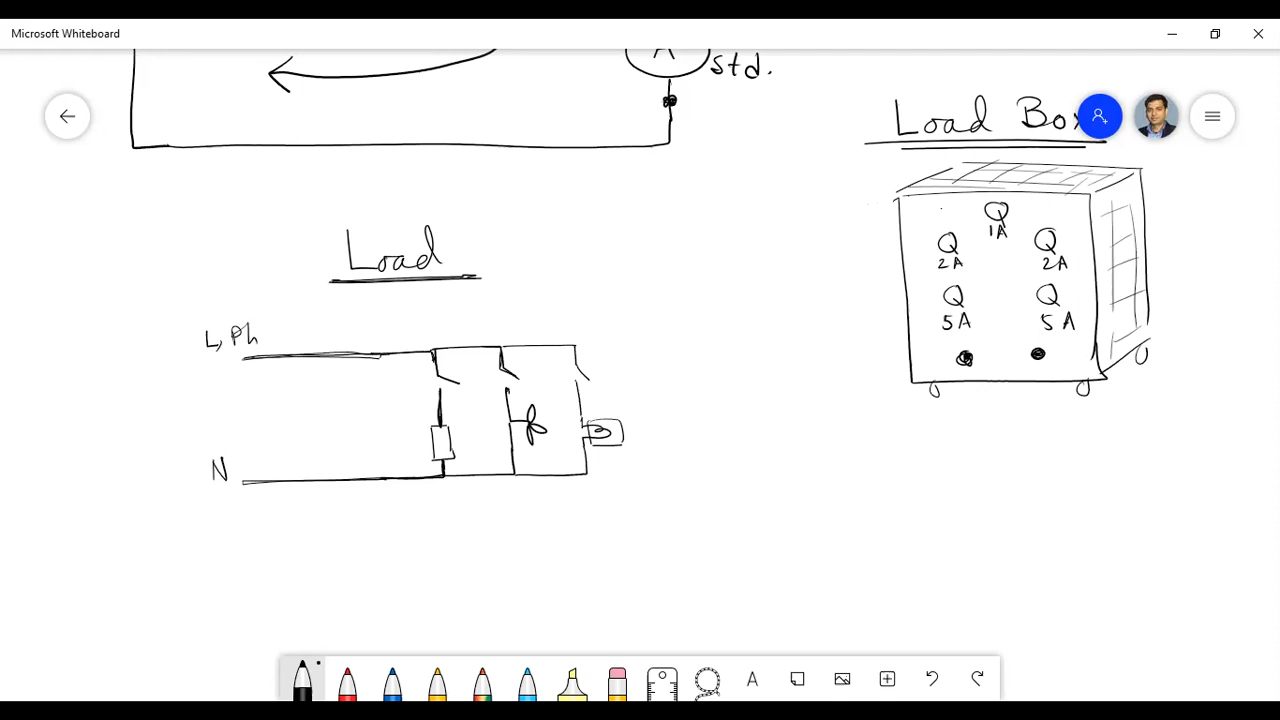 Microsoft Whiteboard
A
std.
Load Box
Load
1A
2A 2A
5A 5A
L, Ph
N
A